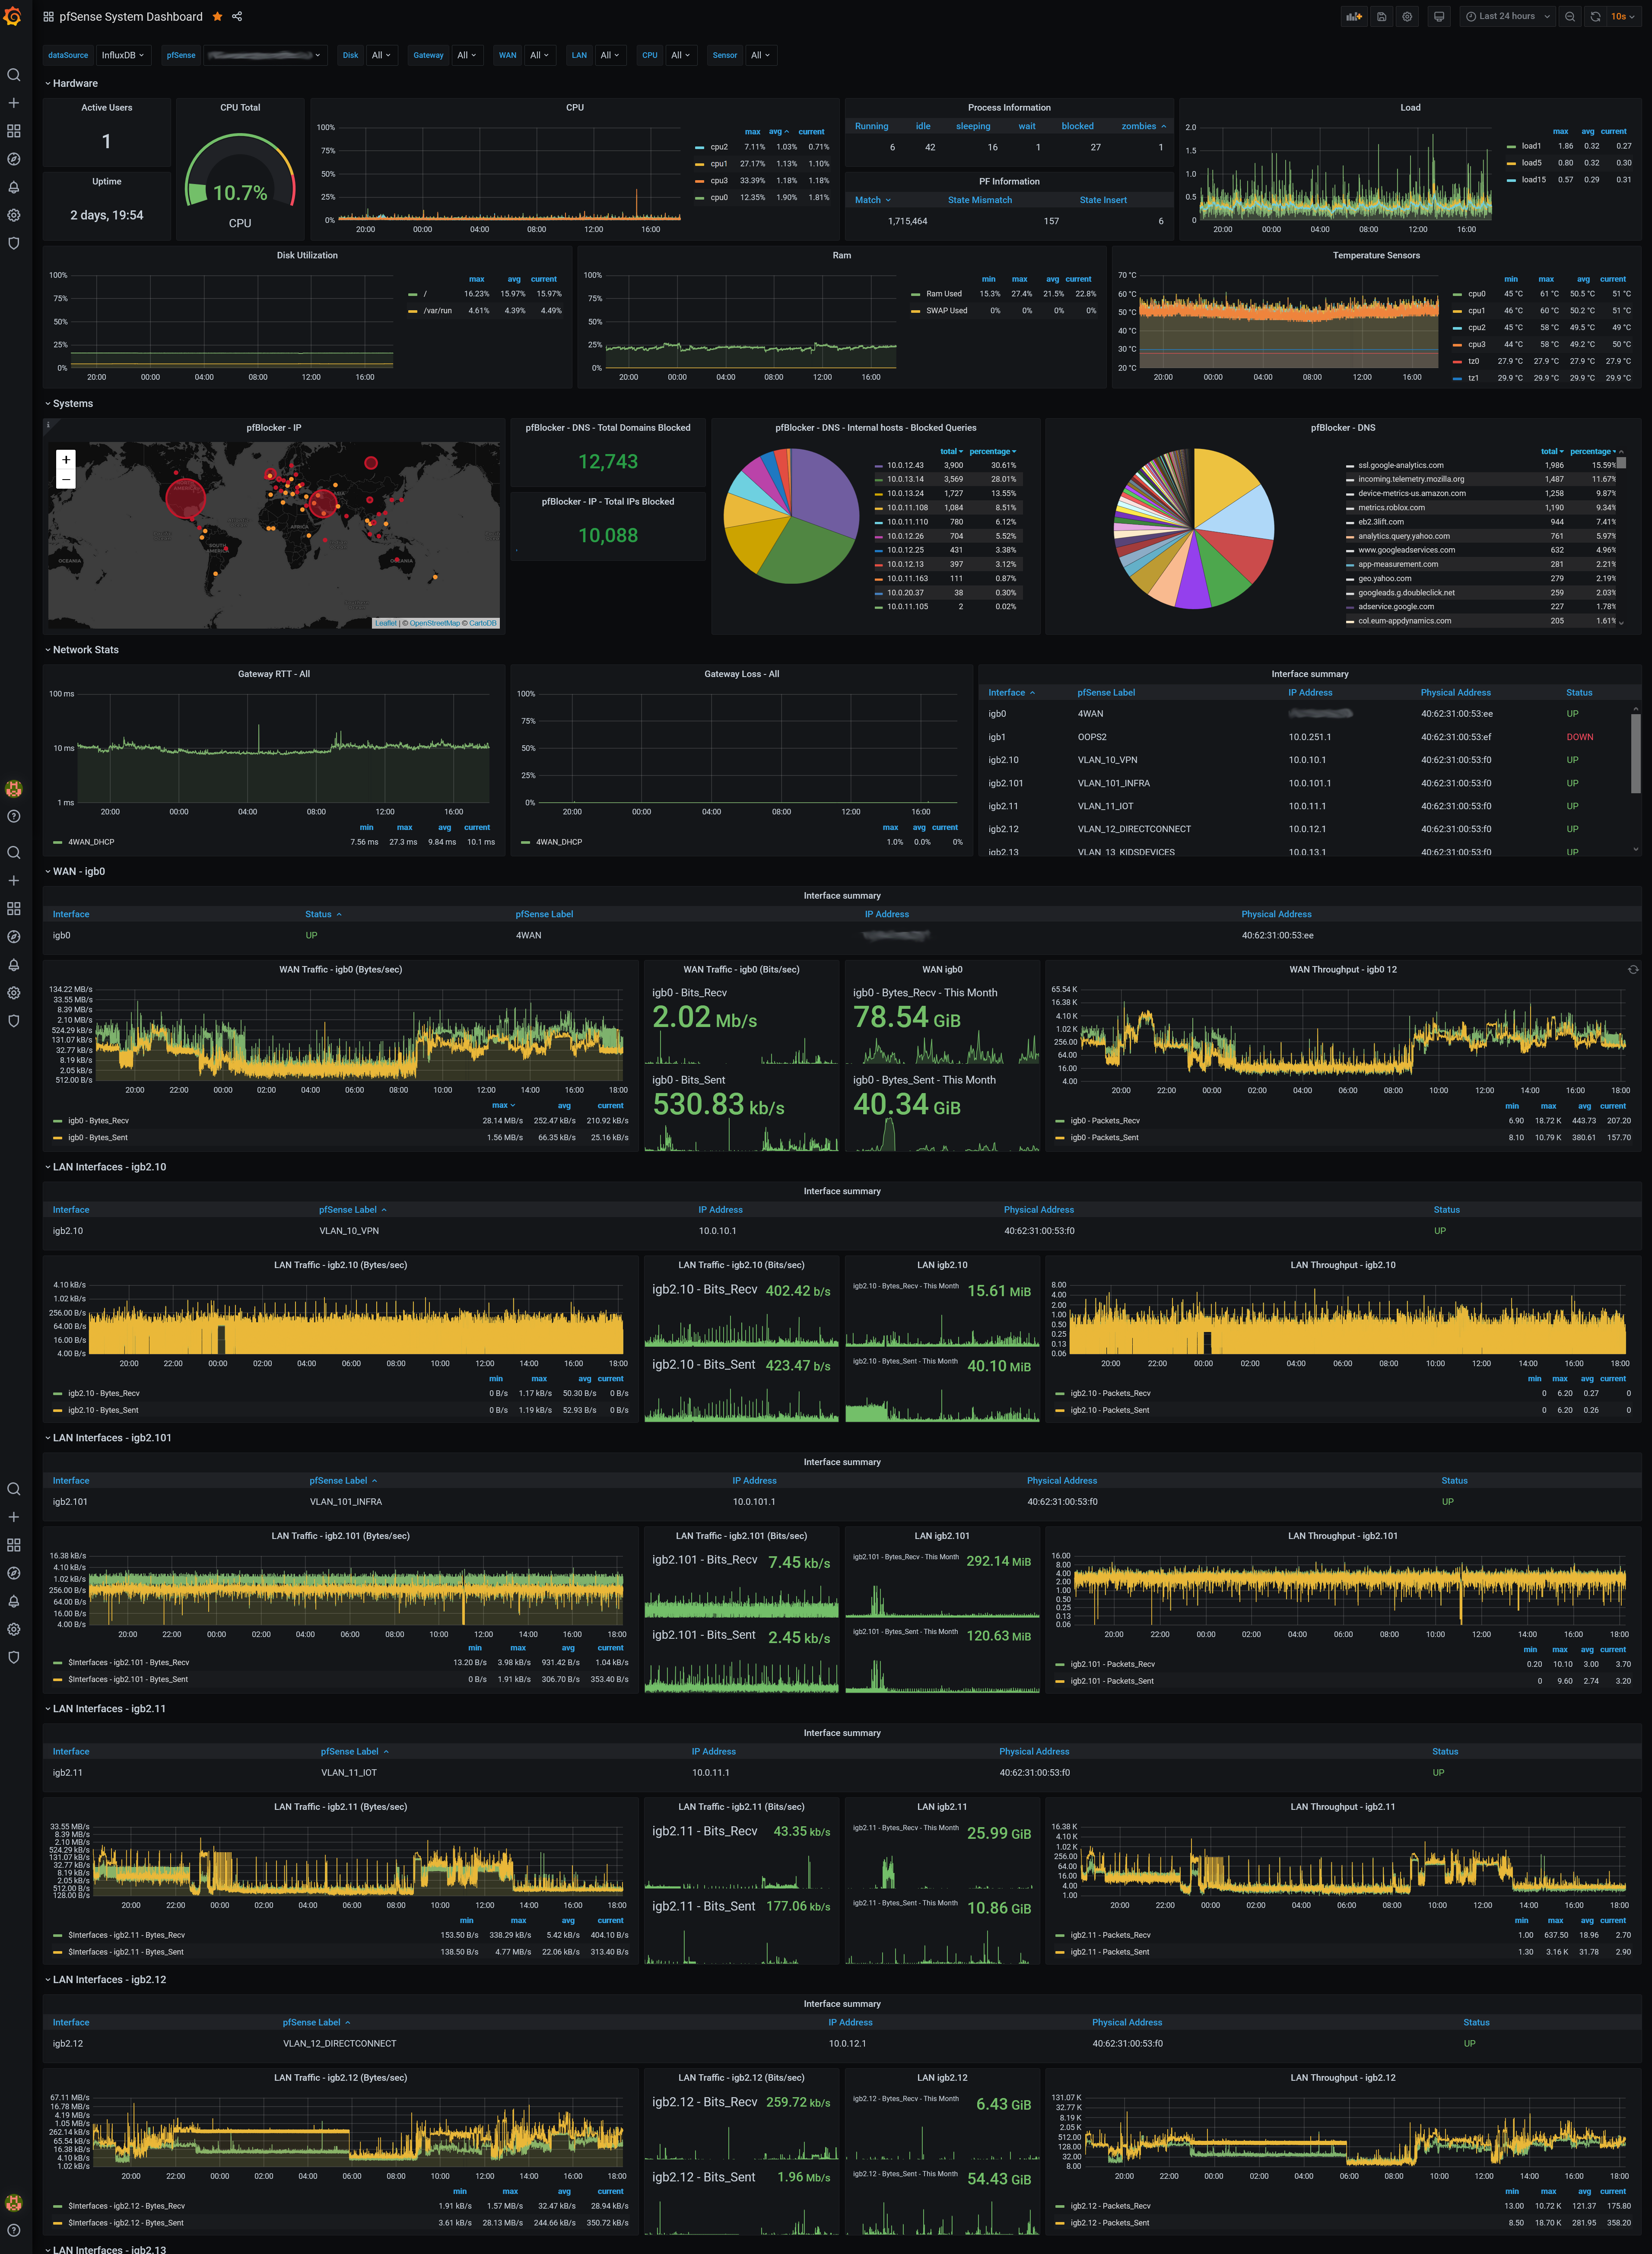 pfSense System Dashboard
Last 24 hours 10s
dataSource InfluxDB pfSense Disk All Gateway All WAN All LAN All CPU All Sensor All
Hardware
Active Users
1
Uptime
2 days, 19:54
CPU Total
10.7%
CPU
CPU
100%
75%
50%
25%
0%
20:00 00:00 04:00 08:00 12:00 16:00
max avg current
cpu2 7.11% 1.03% 0.71%
cpu1 27.17% 1.13% 1.10%
cpu3 33.39% 1.18% 1.18%
cpu0 12.35% 1.90% 1.81%
Process Information
Running idle sleeping wait blocked zombies
6 42 16 1 27 1
PF Information
Match State Mismatch State Insert
1,715,464 157 6
Load
2.0
1.5
1.0
0.5
0
20:00 00:00 04:00 08:00 12:00 16:00
max avg current
load1 1.86 0.32 0.27
load5 0.80 0.32 0.30
load15 0.57 0.29 0.31
Disk Utilization
100%
75%
50%
25%
0%
20:00 00:00 04:00 08:00 12:00 16:00
max avg current
/ 16.23% 15.97% 15.97%
/var/run 4.61% 4.39% 4.49%
Ram
100%
75%
50%
25%
0%
20:00 00:00 04:00 08:00 12:00 16:00
min max avg current
Ram Used 15.3% 27.4% 21.5% 22.8%
SWAP Used 0% 0% 0% 0%
Temperature Sensors
70 °C
60 °C
50 °C
40 °C
30 °C
20 °C
20:00 00:00 04:00 08:00 12:00 16:00
min max avg current
cpu0 45 °C 61 °C 50.5 °C 51 °C
cpu1 46 °C 60 °C 50.2 °C 51 °C
cpu2 45 °C 58 °C 49.5 °C 49 °C
cpu3 44 °C 58 °C 49.2 °C 50 °C
tz0 27.9 °C 27.9 °C 27.9 °C 27.9 °C
tz1 29.9 °C 29.9 °C 29.9 °C 29.9 °C
Systems
pfBlocker - IP
+
−
OCEANIA
AFRICA
OCEANIA
Leaflet | © OpenStreetMap © CartoDB
pfBlocker - DNS - Total Domains Blocked
12,743
pfBlocker - IP - Total IPs Blocked
10,088
pfBlocker - DNS - Internal hosts - Blocked Queries
total percentage
10.0.12.43 3,900 30.61%
10.0.13.14 3,569 28.01%
10.0.13.24 1,727 13.55%
10.0.11.108 1,084 8.51%
10.0.11.110 780 6.12%
10.0.12.26 704 5.52%
10.0.12.25 431 3.38%
10.0.12.13 397 3.12%
10.0.11.163 111 0.87%
10.0.20.37 38 0.30%
10.0.11.105 2 0.02%
pfBlocker - DNS
total percentage
ssl.google-analytics.com 1,986 15.59%
incoming.telemetry.mozilla.org 1,487 11.67%
device-metrics-us.amazon.com 1,258 9.87%
metrics.roblox.com 1,190 9.34%
eb2.3lift.com 944 7.41%
analytics.query.yahoo.com 761 5.97%
www.googleadservices.com 632 4.96%
app-measurement.com 281 2.21%
geo.yahoo.com 279 2.19%
googleads.g.doubleclick.net 259 2.03%
adservice.google.com 227 1.78%
col.eum-appdynamics.com 205 1.61%
Network Stats
Gateway RTT - All
100 ms
10 ms
1 ms
20:00 00:00 04:00 08:00 12:00 16:00
min max avg current
4WAN_DHCP 7.56 ms 27.3 ms 9.84 ms 10.1 ms
Gateway Loss - All
100%
75%
50%
25%
0%
20:00 00:00 04:00 08:00 12:00 16:00
max avg current
4WAN_DHCP 1.0% 0.0% 0%
Interface summary
Interface pfSense Label IP Address Physical Address Status
igb0 4WAN 40:62:31:00:53:ee UP
igb1 OOPS2 10.0.251.1 40:62:31:00:53:ef DOWN
igb2.10 VLAN_10_VPN 10.0.10.1 40:62:31:00:53:f0 UP
igb2.101 VLAN_101_INFRA 10.0.101.1 40:62:31:00:53:f0 UP
igb2.11 VLAN_11_IOT 10.0.11.1 40:62:31:00:53:f0 UP
igb2.12 VLAN_12_DIRECTCONNECT 10.0.12.1 40:62:31:00:53:f0 UP
igb2.13 VLAN_13_KIDSDEVICES 10.0.13.1 40:62:31:00:53:f0 UP
WAN - igb0
Interface summary
Interface Status pfSense Label IP Address Physical Address
igb0 UP 4WAN 40:62:31:00:53:ee
WAN Traffic - igb0 (Bytes/sec)
134.22 MB/s
33.55 MB/s
8.39 MB/s
2.10 MB/s
524.29 kB/s
131.07 kB/s
32.77 kB/s
8.19 kB/s
2.05 kB/s
512.00 B/s
20:00 22:00 00:00 02:00 04:00 06:00 08:00 10:00 12:00 14:00 16:00 18:00
max avg current
igb0 - Bytes_Recv 28.14 MB/s 252.47 kB/s 210.92 kB/s
igb0 - Bytes_Sent 1.56 MB/s 66.35 kB/s 25.16 kB/s
WAN Traffic - igb0 (Bits/sec)
igb0 - Bits_Recv
2.02 Mb/s
igb0 - Bits_Sent
530.83 kb/s
WAN igb0
igb0 - Bytes_Recv - This Month
78.54 GiB
igb0 - Bytes_Sent - This Month
40.34 GiB
WAN Throughput - igb0 12
65.54 K
16.38 K
4.10 K
1.02 K
256.00
64.00
16.00
4.00
20:00 22:00 00:00 02:00 04:00 06:00 08:00 10:00 12:00 14:00 16:00 18:00
min max avg current
igb0 - Packets_Recv 6.90 18.72 K 443.73 207.20
igb0 - Packets_Sent 8.10 10.79 K 380.61 157.70
LAN Interfaces - igb2.10
Interface summary
Interface pfSense Label IP Address Physical Address Status
igb2.10 VLAN_10_VPN 10.0.10.1 40:62:31:00:53:f0 UP
LAN Traffic - igb2.10 (Bytes/sec)
4.10 kB/s
1.02 kB/s
256.00 B/s
64.00 B/s
16.00 B/s
4.00 B/s
20:00 22:00 00:00 02:00 04:00 06:00 08:00 10:00 12:00 14:00 16:00 18:00
min max avg current
igb2.10 - Bytes_Recv 0 B/s 1.17 kB/s 50.30 B/s 0 B/s
igb2.10 - Bytes_Sent 0 B/s 1.19 kB/s 52.93 B/s 0 B/s
LAN Traffic - igb2.10 (Bits/sec)
igb2.10 - Bits_Recv 402.42 b/s
igb2.10 - Bits_Sent 423.47 b/s
LAN igb2.10
igb2.10 - Bytes_Recv - This Month 15.61 MiB
igb2.10 - Bytes_Sent - This Month 40.10 MiB
LAN Throughput - igb2.10
8.00
4.00
2.00
1.00
0.50
0.25
0.13
0.06
20:00 22:00 00:00 02:00 04:00 06:00 08:00 10:00 12:00 14:00 16:00 18:00
min max avg current
igb2.10 - Packets_Recv 0 6.20 0.27 0
igb2.10 - Packets_Sent 0 6.20 0.26 0
LAN Interfaces - igb2.101
Interface summary
Interface pfSense Label IP Address Physical Address Status
igb2.101 VLAN_101_INFRA 10.0.101.1 40:62:31:00:53:f0 UP
LAN Traffic - igb2.101 (Bytes/sec)
16.38 kB/s
4.10 kB/s
1.02 kB/s
256.00 B/s
64.00 B/s
16.00 B/s
4.00 B/s
20:00 22:00 00:00 02:00 04:00 06:00 08:00 10:00 12:00 14:00 16:00 18:00
min max avg current
$Interfaces - igb2.101 - Bytes_Recv 13.20 B/s 3.98 kB/s 931.42 B/s 1.04 kB/s
$Interfaces - igb2.101 - Bytes_Sent 0 B/s 1.91 kB/s 306.70 B/s 353.40 B/s
LAN Traffic - igb2.101 (Bits/sec)
igb2.101 - Bits_Recv 7.45 kb/s
igb2.101 - Bits_Sent 2.45 kb/s
LAN igb2.101
igb2.101 - Bytes_Recv - This Month 292.14 MiB
igb2.101 - Bytes_Sent - This Month 120.63 MiB
LAN Throughput - igb2.101
16.00
8.00
4.00
2.00
1.00
0.50
0.25
0.13
0.06
20:00 22:00 00:00 02:00 04:00 06:00 08:00 10:00 12:00 14:00 16:00 18:00
min max avg current
igb2.101 - Packets_Recv 0.20 10.10 3.00 3.70
igb2.101 - Packets_Sent 0 9.60 2.74 3.20
LAN Interfaces - igb2.11
Interface summary
Interface pfSense Label IP Address Physical Address Status
igb2.11 VLAN_11_IOT 10.0.11.1 40:62:31:00:53:f0 UP
LAN Traffic - igb2.11 (Bytes/sec)
33.55 MB/s
8.39 MB/s
2.10 MB/s
524.29 kB/s
131.07 kB/s
32.77 kB/s
8.19 kB/s
2.05 kB/s
512.00 B/s
128.00 B/s
20:00 22:00 00:00 02:00 04:00 06:00 08:00 10:00 12:00 14:00 16:00 18:00
min max avg current
$Interfaces - igb2.11 - Bytes_Recv 153.50 B/s 338.29 kB/s 5.42 kB/s 404.10 B/s
$Interfaces - igb2.11 - Bytes_Sent 138.50 B/s 4.77 MB/s 22.06 kB/s 313.40 B/s
LAN Traffic - igb2.11 (Bits/sec)
igb2.11 - Bits_Recv 43.35 kb/s
igb2.11 - Bits_Sent 177.06 kb/s
LAN igb2.11
igb2.11 - Bytes_Recv - This Month 25.99 GiB
igb2.11 - Bytes_Sent - This Month 10.86 GiB
LAN Throughput - igb2.11
16.38 K
4.10 K
1.02 K
256.00
64.00
16.00
4.00
1.00
20:00 22:00 00:00 02:00 04:00 06:00 08:00 10:00 12:00 14:00 16:00 18:00
min max avg current
igb2.11 - Packets_Recv 1.00 637.50 18.96 2.70
igb2.11 - Packets_Sent 1.30 3.16 K 31.78 2.90
LAN Interfaces - igb2.12
Interface summary
Interface pfSense Label IP Address Physical Address Status
igb2.12 VLAN_12_DIRECTCONNECT 10.0.12.1 40:62:31:00:53:f0 UP
LAN Traffic - igb2.12 (Bytes/sec)
67.11 MB/s
16.78 MB/s
4.19 MB/s
1.05 MB/s
262.14 kB/s
65.54 kB/s
16.38 kB/s
4.10 kB/s
1.02 kB/s
20:00 22:00 00:00 02:00 04:00 06:00 08:00 10:00 12:00 14:00 16:00 18:00
min max avg current
$Interfaces - igb2.12 - Bytes_Recv 1.91 kB/s 1.57 MB/s 32.47 kB/s 28.94 kB/s
$Interfaces - igb2.12 - Bytes_Sent 3.61 kB/s 28.13 MB/s 244.66 kB/s 350.72 kB/s
LAN Traffic - igb2.12 (Bits/sec)
igb2.12 - Bits_Recv 259.72 kb/s
igb2.12 - Bits_Sent 1.96 Mb/s
LAN igb2.12
igb2.12 - Bytes_Recv - This Month 6.43 GiB
igb2.12 - Bytes_Sent - This Month 54.43 GiB
LAN Throughput - igb2.12
131.07 K
32.77 K
8.19 K
2.05 K
512.00
128.00
32.00
8.00
20:00 22:00 00:00 02:00 04:00 06:00 08:00 10:00 12:00 14:00 16:00 18:00
min max avg current
igb2.12 - Packets_Recv 13.00 10.72 K 121.37 175.80
igb2.12 - Packets_Sent 8.50 18.70 K 281.95 358.20
LAN Interfaces - igb2.13